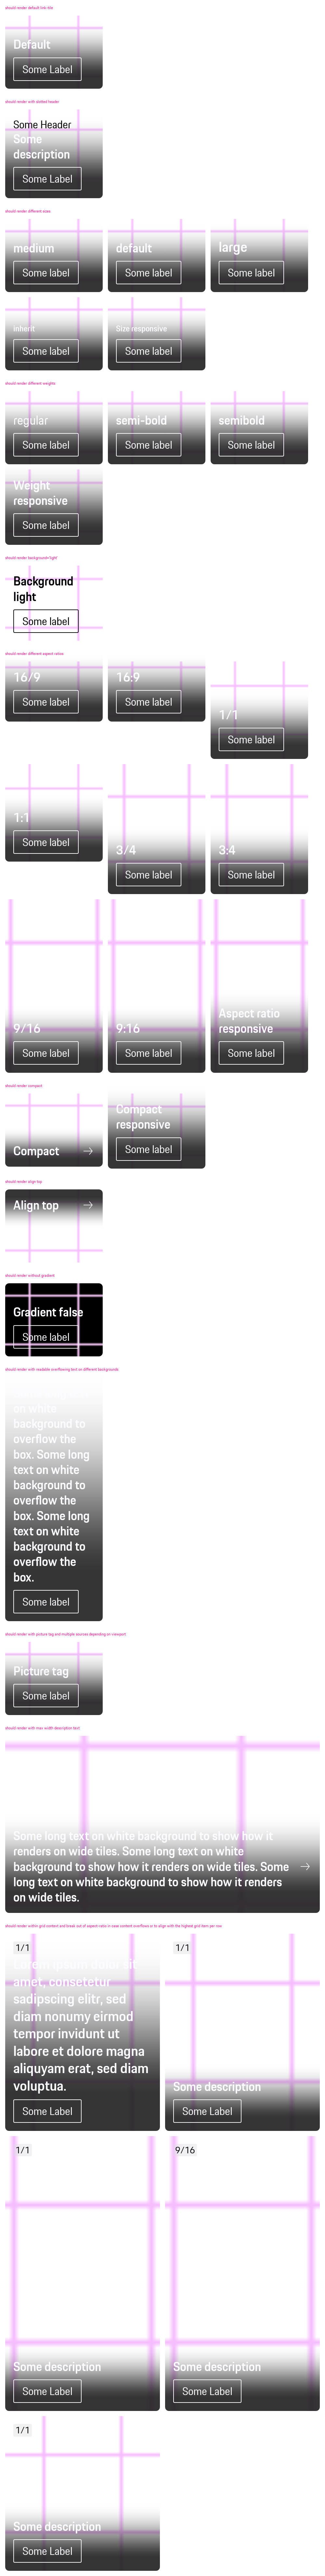 should render default link-tile
Default
Some Label
should render with slotted header
Some Header
Some
description
Some Label
should render different sizes
medium
default
large
Some label
Some label
Some label
inherit
Size responsive
Some label
Some label
should render different weights
regular
semi-bold
semibold
Some label
Some label
Some label
Weight
responsive
Some label
should render background=light
Background
light
Some label
should render different aspect ratios
16/9
16:9
Some label
Some label
1/1
Some label
1:1
Some label
3/4
3:4
Some label
Some label
9/16
9:16
Aspect ratio
responsive
Some label
Some label
Some label
should render compact
Compact
Compact
responsive
Some label
should render align top
Align top
should render without gradient
Gradient false
Some label
should render with readable overflowing text on different backgrounds
on white
background to
overflow the
box. Some long
text on white
background to
overflow the
box. Some long
text on white
background to
overflow the
box.
Some label
should render with picture tag and multiple sources depending on viewport
Picture tag
Some label
should render with max width description text
Some long text on white background to show how it
renders on wide tiles. Some long text on white
background to show how it renders on wide tiles. Some
long text on white background to show how it renders
on wide tiles.
should render within grid content and break out of aspect ratio in case content overflows or to align with the highest grid item per row
1/1
Lorem ipsum dolor sit
amet, consetetur
sadipscing elitr, sed
diam nonumy eirmod
tempor invidunt ut
labore et dolore magna
aliquyam erat, sed diam
voluptua.
Some Label
1/1
Some description
Some Label
1/1
Some description
Some Label
9/16
Some description
Some Label
1/1
Some description
Some Label